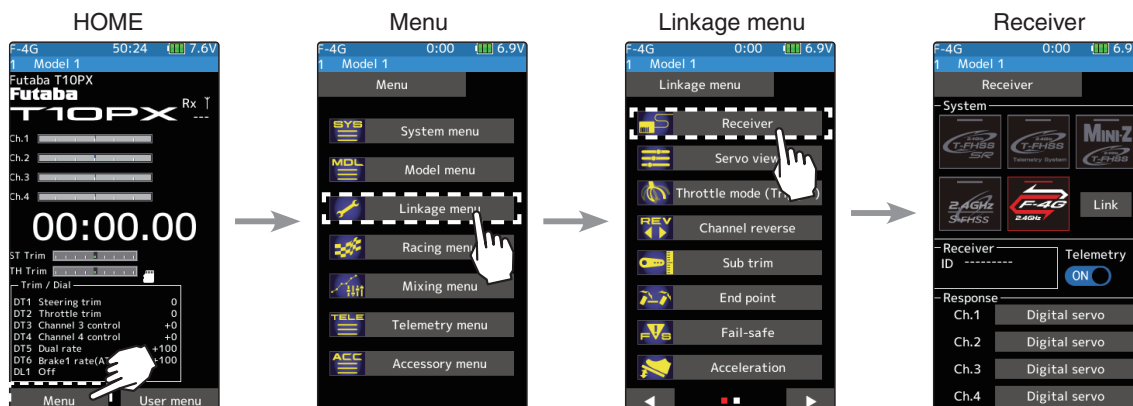 HOME
F-4G 50:24 7.6V
1 Model 1
Futaba T10PX
Futaba
T10PX
Rx
---
Ch.1
Ch.2
Ch.3
Ch.4
00:00.00
ST Trim
TH Trim
Trim / Dial
DT1 Steering trim 0
DT2 Throttle trim 0
DT3 Channel 3 control +0
DT4 Channel 4 control +0
DT5 Dual rate +100
DT6 Brake1 rate(A +100
DL1 Off
Menu User menu
Menu
F-4G 0:00 6.9V
1 Model 1
Menu
SYS System menu
MDL Model menu
Linkage menu
Racing menu
Mixing menu
TELE Telemetry menu
ACC Accessory menu
Linkage menu
F-4G 0:00 6.9V
1 Model 1
Linkage menu
Receiver
Servo view
Throttle mode (Tr
REV Channel reverse
Sub trim
End point
F/S Fail-safe
Acceleration
Receiver
F-4G 0:00 6.9
1 Model 1
Receiver
System
2.4GHz T-FHSS SR
2.4GHz T-FHSS Telemetry System
MINI-Z T-FHSS
2.4GHz S-FHSS
F-4G 2.4GHz
Link
Receiver
ID ---------
Telemetry
ON
Response
Ch.1 Digital servo
Ch.2 Digital servo
Ch.3 Digital servo
Ch.4 Digital servo